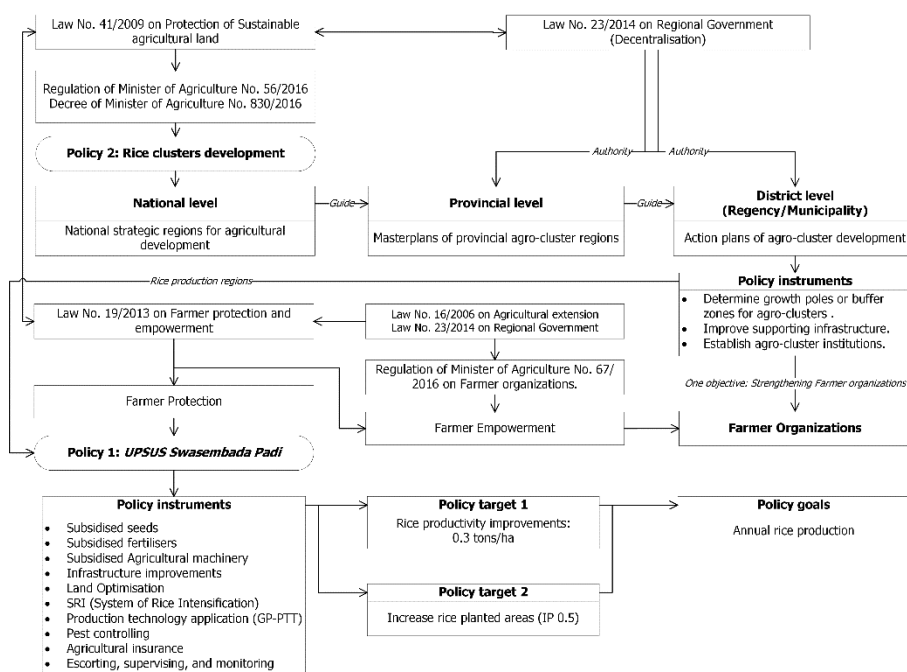 Law No. 41/2009 on Protection of Sustainable
agricultural land
Law No. 23/2014 on Regional Government
(Decentralisation)
Regulation of Minister of Agriculture No. 56/2016
Decree of Minister of Agriculture No. 830/2016
Policy 2: Rice clusters development
Authority
Authority
National level
National strategic regions for agricultural
development
Guide
Provincial level
Masterplans of provincial agro-cluster regions
Guide
District level
(Regency/Municipality)
Action plans of agro-cluster development
Rice production regions
Policy instruments
• Determine growth poles or buffer
zones for agro-clusters .
• Improve supporting infrastructure.
• Establish agro-cluster institutions.
Law No. 19/2013 on Farmer protection and
empowerment
Law No. 16/2006 on Agricultural extension
Law No. 23/2014 on Regional Government
Regulation of Minister of Agriculture No. 67/
2016 on Farmer organizations.
One objective: Strengthening Farmer organizations
Farmer Protection
Farmer Empowerment
Farmer Organizations
Policy 1: UPSUS Swasembada Padi
Policy instruments
• Subsidised seeds
• Subsidised fertilisers
• Subsidised Agricultural machinery
• Infrastructure improvements
• Land Optimisation
• SRI (System of Rice Intensification)
• Production technology application (GP-PTT)
• Pest controlling
• Agricultural insurance
• Escorting, supervising, and monitoring
Policy target 1
Rice productivity improvements:
0.3 tons/ha
Policy target 2
Increase rice planted areas (IP 0.5)
Policy goals
Annual rice production